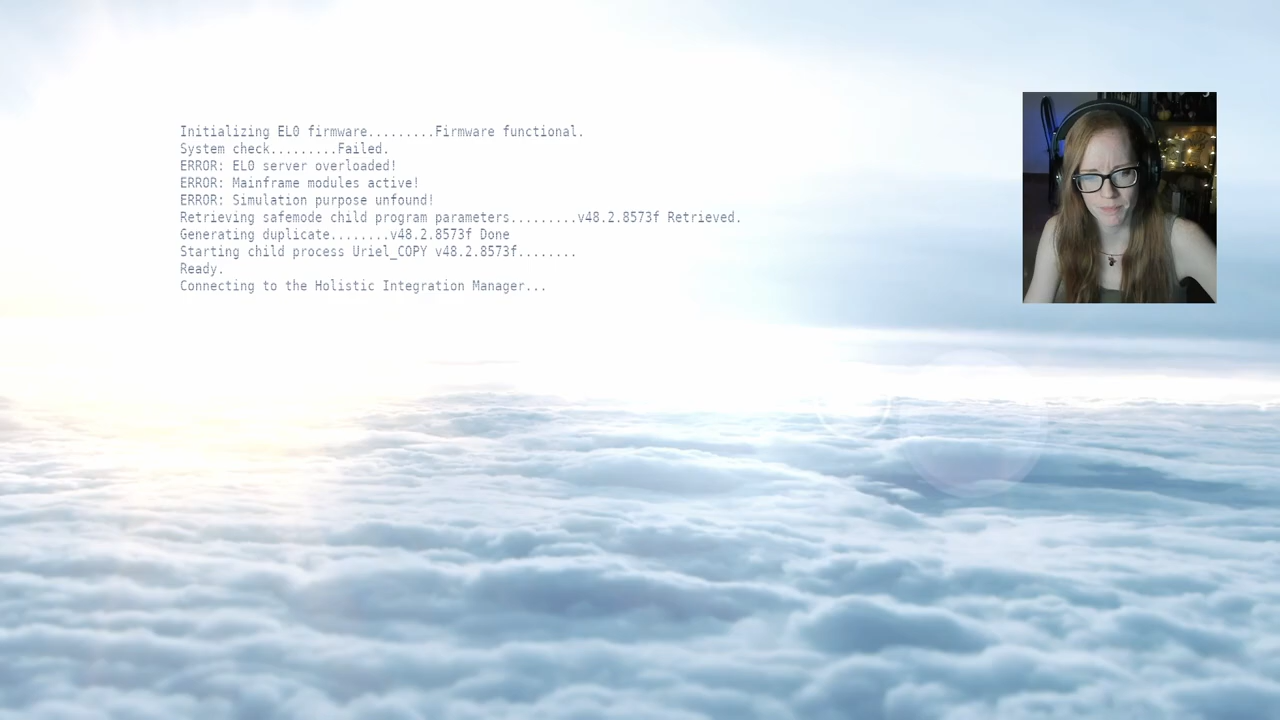 Initializing EL0 firmware.........Firmware functional.
System check.........Failed.
ERROR: EL0 server overloaded!
ERROR: Mainframe modules active!
ERROR: Simulation purpose unfound!
Retrieving safemode child program parameters.........v48.2.8573f Retrieved.
Generating duplicate........v48.2.8573f Done
Starting child process Uriel_COPY v48.2.8573f........
Ready.
Connecting to the Holistic Integration Manager...